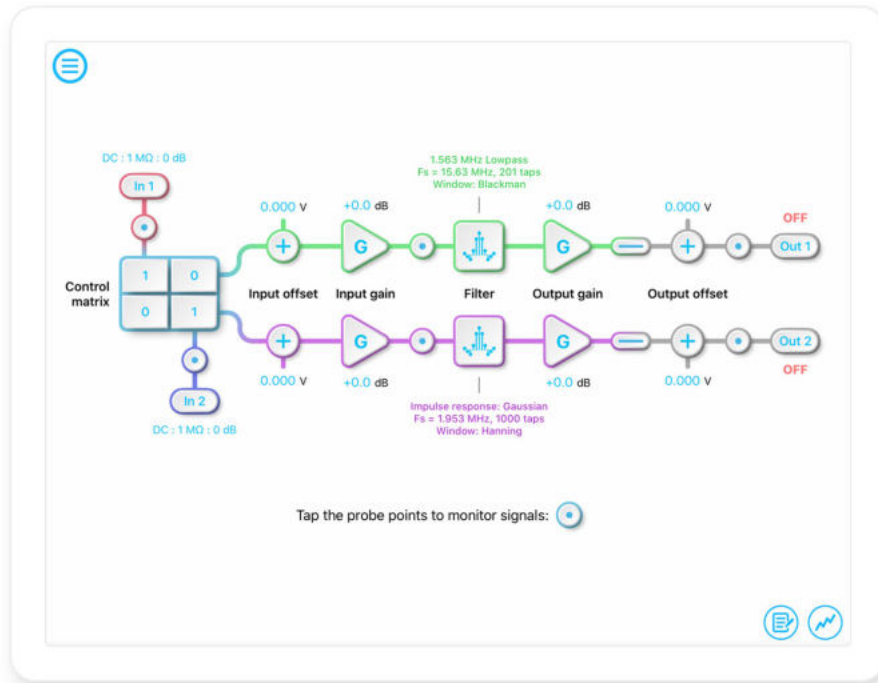 DC : 1 MΩ : 0 dB
In 1
1.563 MHz Lowpass
Fs = 15.63 MHz, 201 taps
Window: Blackman
0.000 V
+0.0 dB
+0.0 dB
0.000 V
OFF
G
G
Out 1
Control
matrix
1 0
0 1
Input offset
Input gain
Filter
Output gain
Output offset
G
G
Out 2
0.000 V
+0.0 dB
+0.0 dB
0.000 V
OFF
In 2
DC : 1 MΩ : 0 dB
Impulse response: Gaussian
Fs = 1.953 MHz, 1000 taps
Window: Hanning
Tap the probe points to monitor signals: